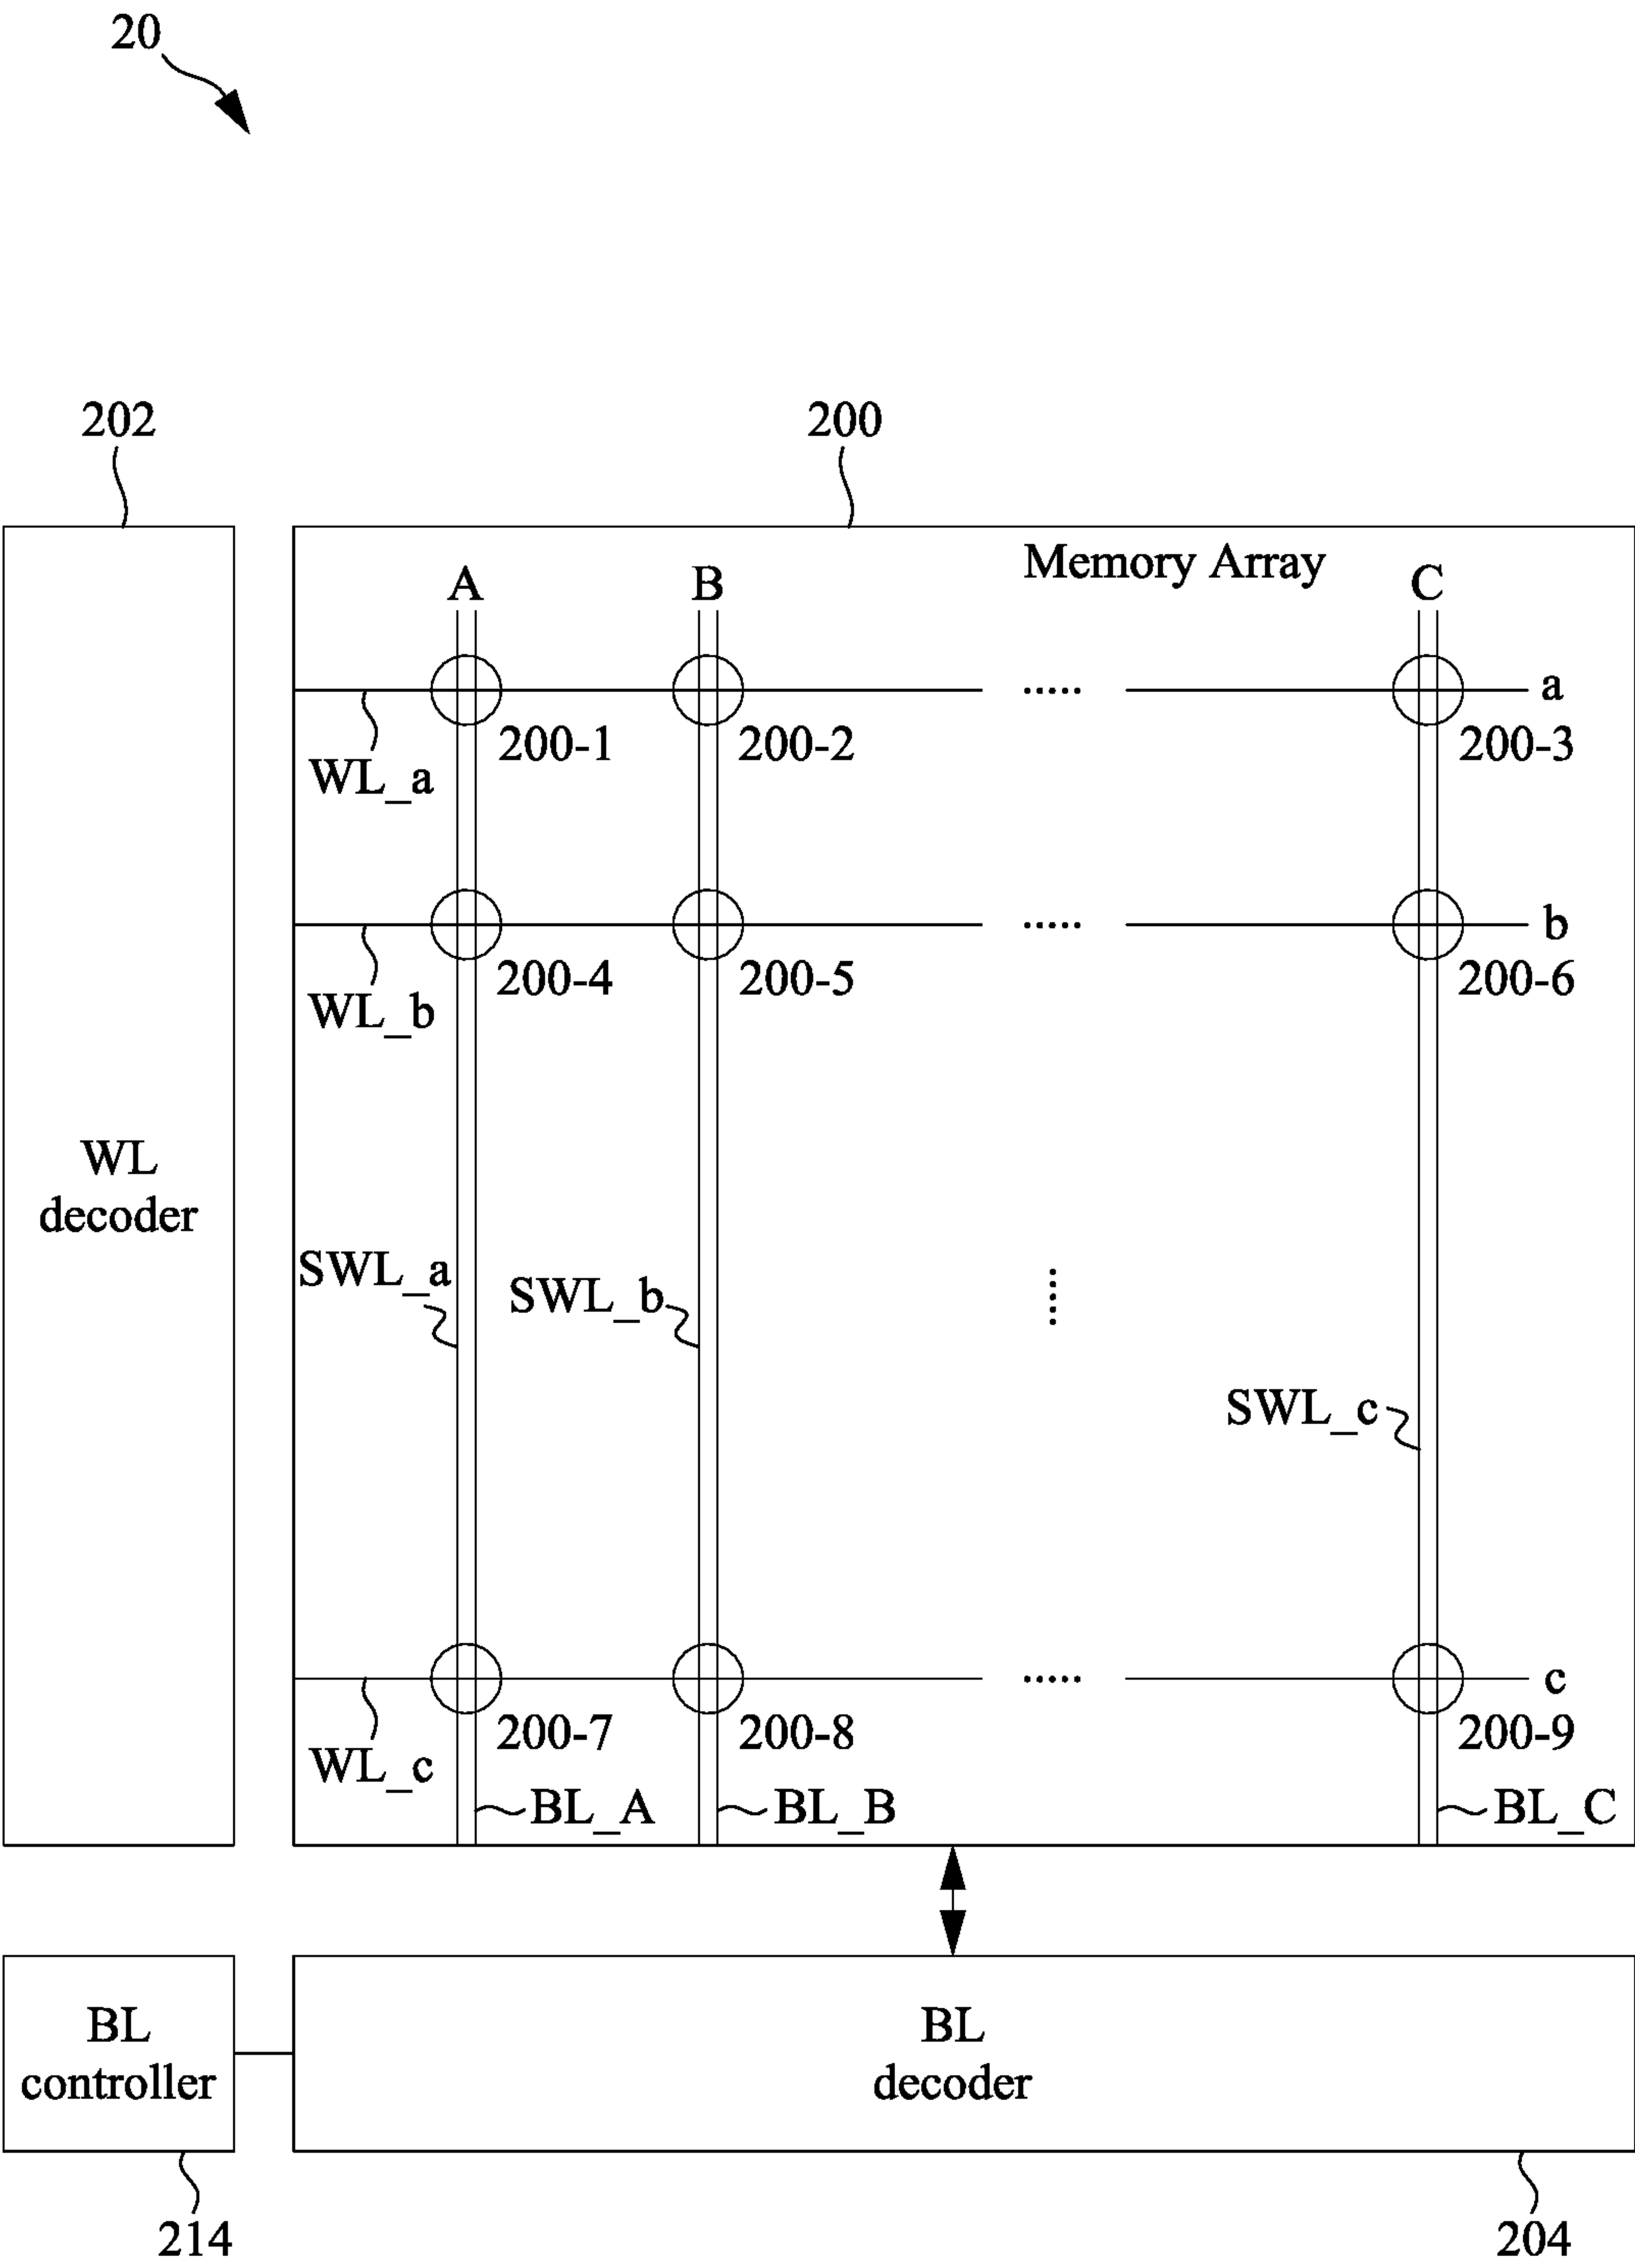 20
202
200
Memory Array
A
B
C
a
200-1
200-2
200-3
WL_a
b
200-4
200-5
200-6
WL_b
WL
decoder
SWL_a
SWL_b
SWL_c
c
200-7
200-8
200-9
WL_c
BL_A
BL_B
BL_C
BL
controller
BL
decoder
214
204